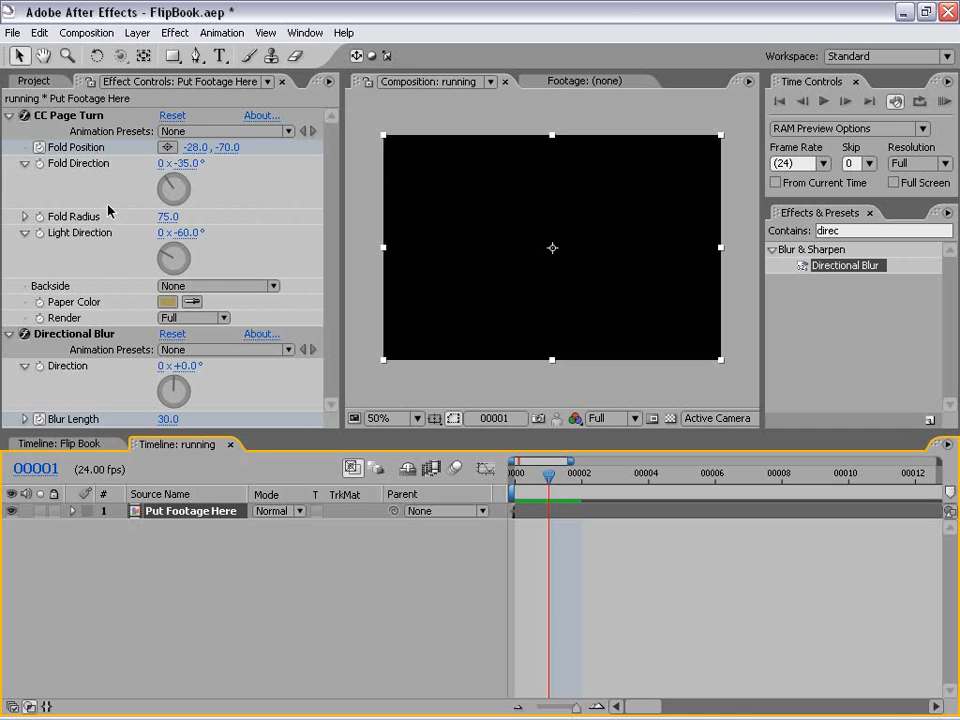 Adobe After Effects - FlipBook.aep *
File Edit Composition Layer Effect Animation View Window Help
Workspace: Standard
Project Effect Controls: Put Footage Here
Composition: running Footage: (none)
Time Controls
running * Put Footage Here
CC Page Turn Reset About...
Animation Presets: None
Fold Position -28.0, -70.0
Fold Direction 0 x-35.0°
Fold Radius 75.0
Light Direction 0 x-60.0°
Backside None
Paper Color
Render Full
Directional Blur Reset About...
Animation Presets: None
Direction 0 x+0.0°
Blur Length 30.0
50% 00001 Full Active Camera
RAM Preview Options
Frame Rate Skip Resolution
(24) 0 Full
From Current Time Full Screen
Effects & Presets
Contains: direc
Blur & Sharpen
Directional Blur
Timeline: Flip Book Timeline: running
00001 (24.00 fps)
0000 00002 00004 00006 00008 00010 00012
# Source Name Mode T TrkMat Parent
1 Put Footage Here Normal None